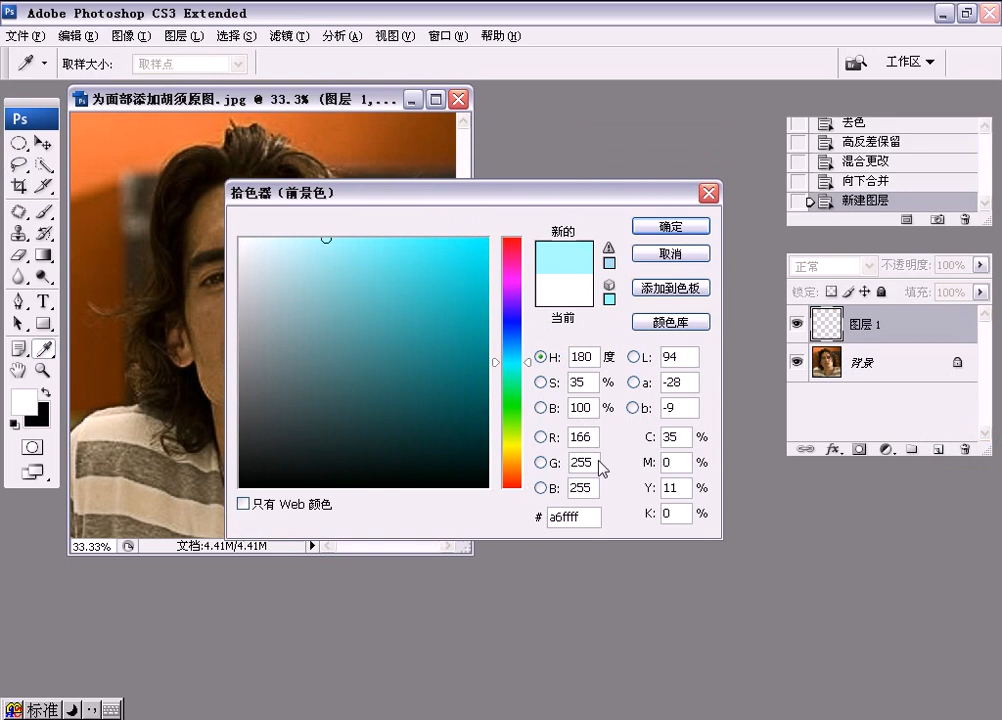 Ps Adobe Photoshop CS3 Extended
文件(F) 编辑(E) 图像(I) 图层(L) 选择(S) 滤镜(T) 分析(A) 视图(V) 窗口(W) 帮助(H)
取样大小: 取样点 工作区
为面部添加胡须原图.jpg @ 33.3% (图层 1,...
Ps
去色
高反差保留
混合更改
向下合并
新建图层
拾色器（前景色）
新的
当前
确定
取消
添加到色板
颜色库
H: 180 度 L: 94
S: 35 % a: -28
B: 100 % b: -9
R: 166 C: 35 %
G: 255 M: 0 %
B: 255 Y: 11 %
# a6ffff K: 0 %
只有 Web 颜色
正常 不透明度: 100%
锁定: 填充: 100%
图层 1
背景
33.33% 文档:4.41M/4.41M
标准